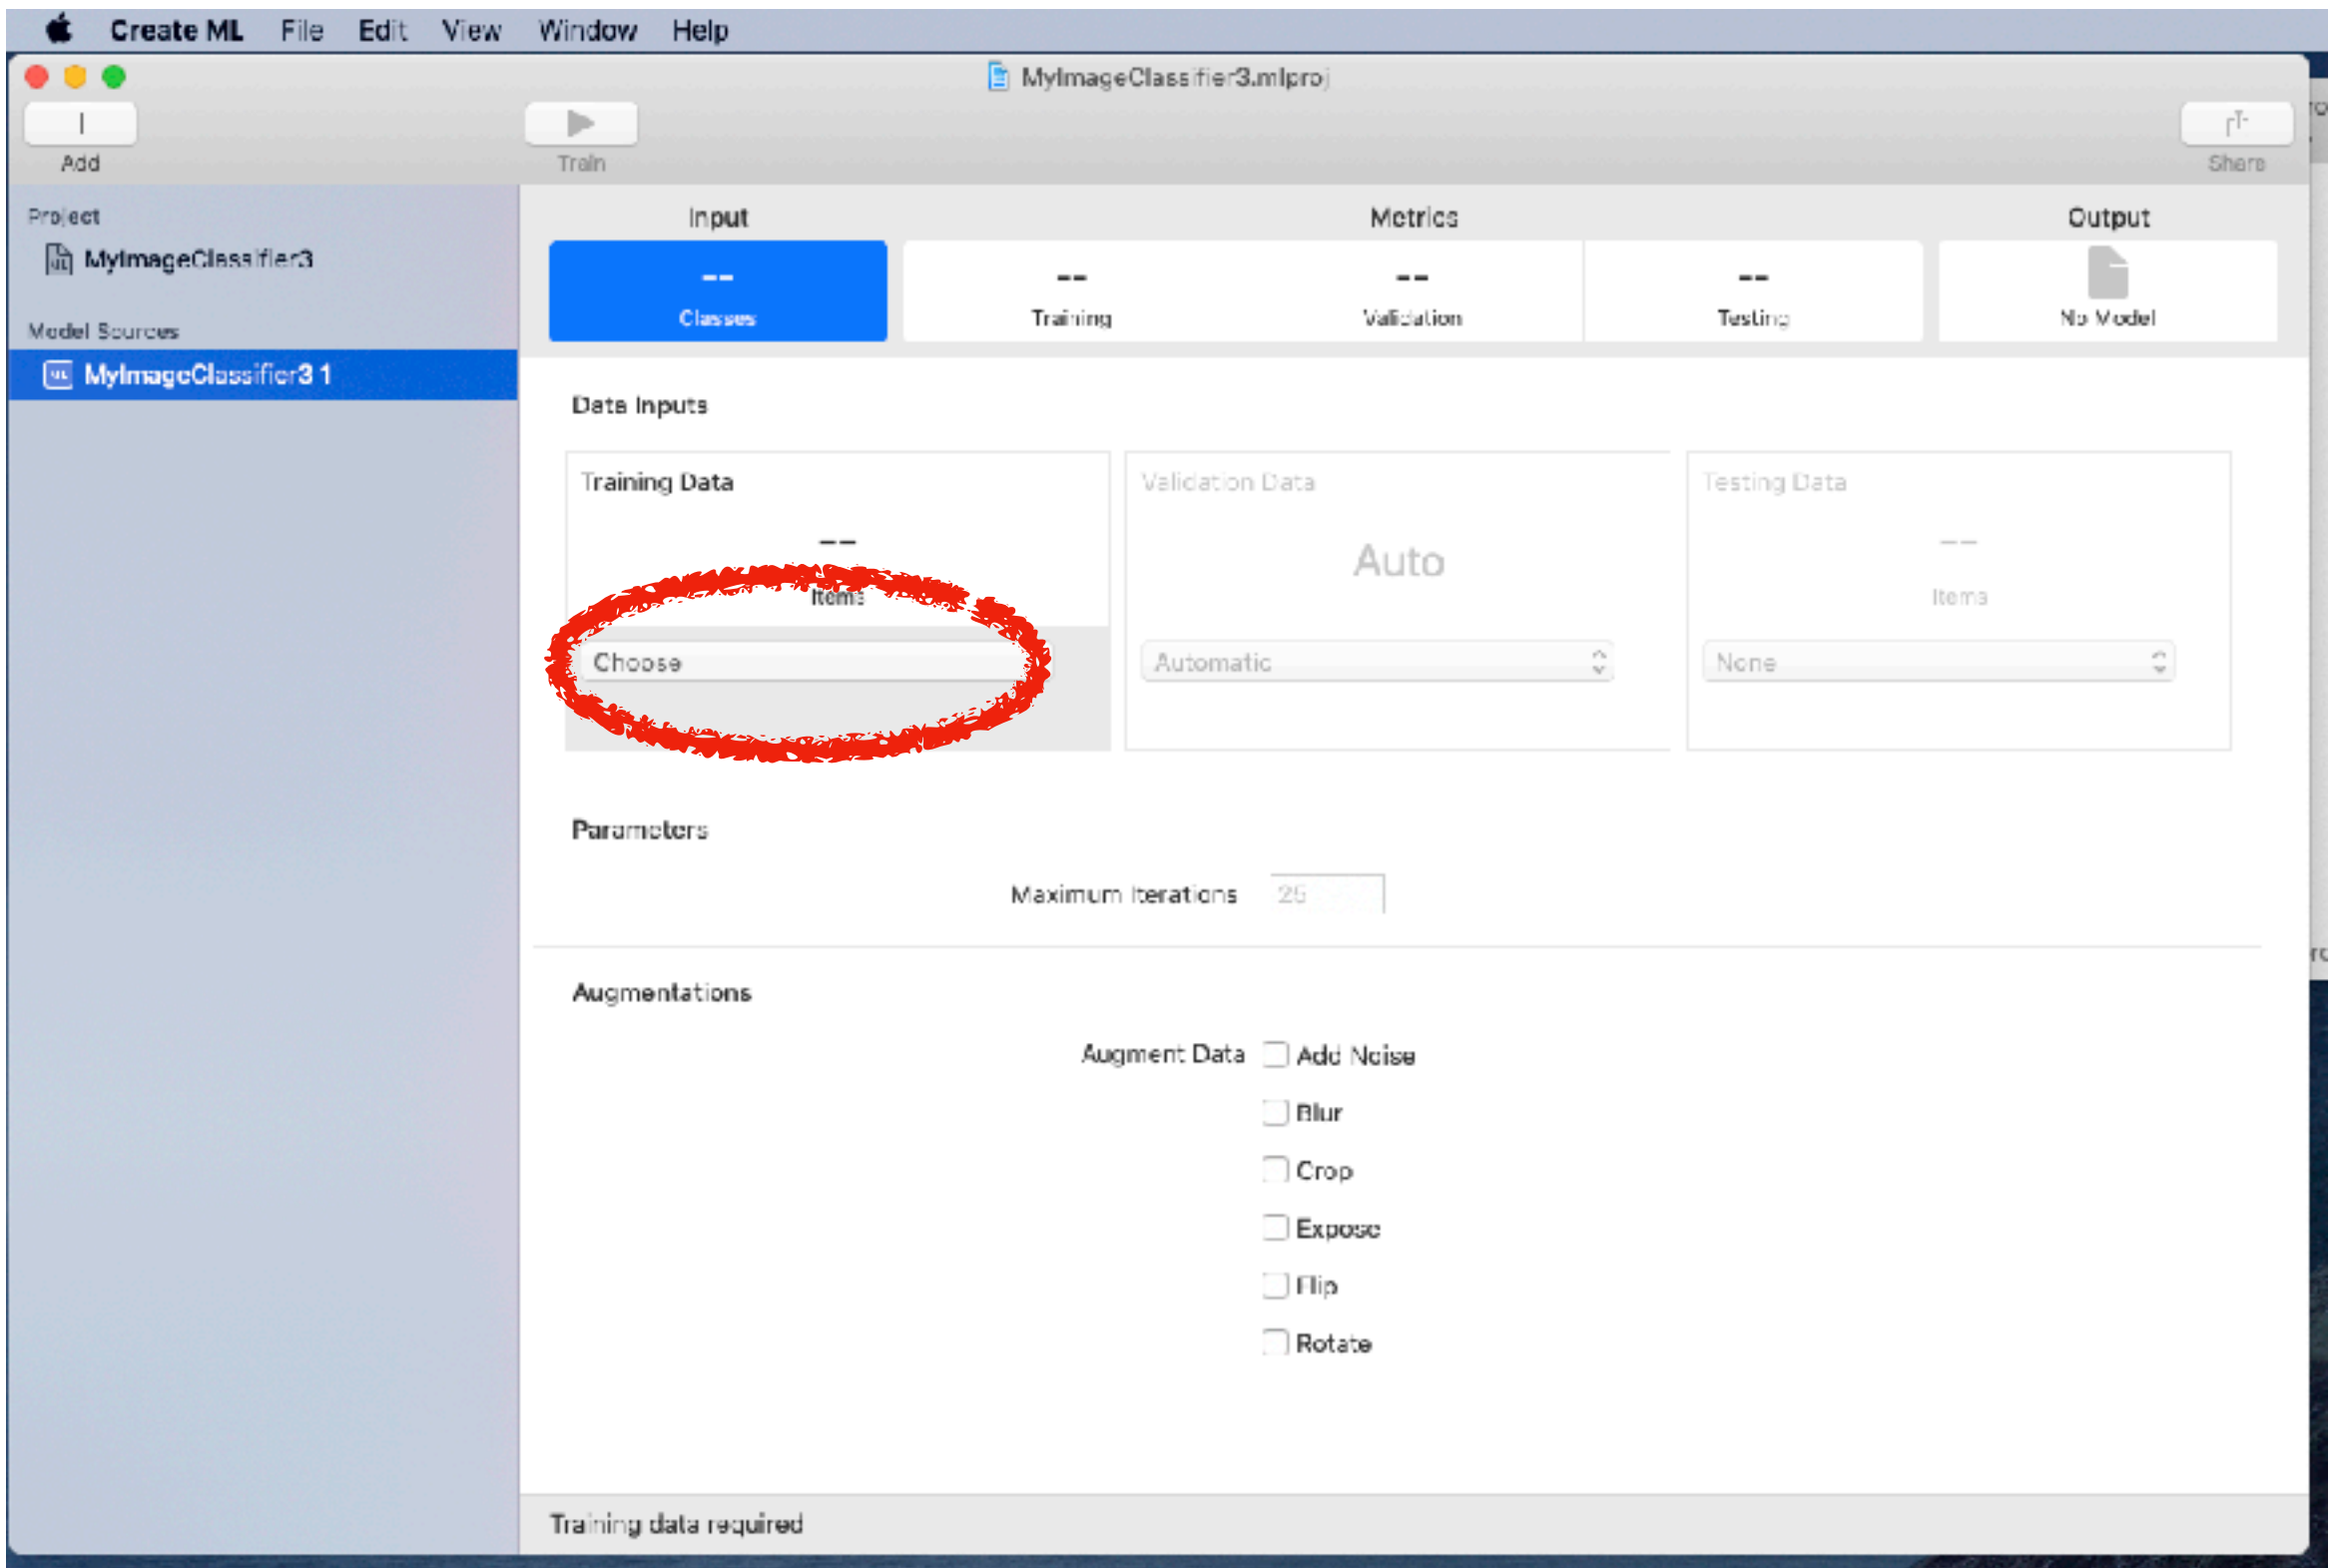 Create ML File Edit View Window Help
MyImageClassifier3.mlproj
Add
Train
Share
Project
MyImageClassifier3
Model Sources
MyImageClassifier3 1
Input
Metrics
Output
--
Classes
--
Training
--
Validation
--
Testing
No Model
Data Inputs
Training Data
--
Items
Choose
Validation Data
Auto
Automatic
Testing Data
--
Items
None
Parameters
Maximum Iterations 25
Augmentations
Augment Data Add Noise
Blur
Crop
Expose
Flip
Rotate
Training data required